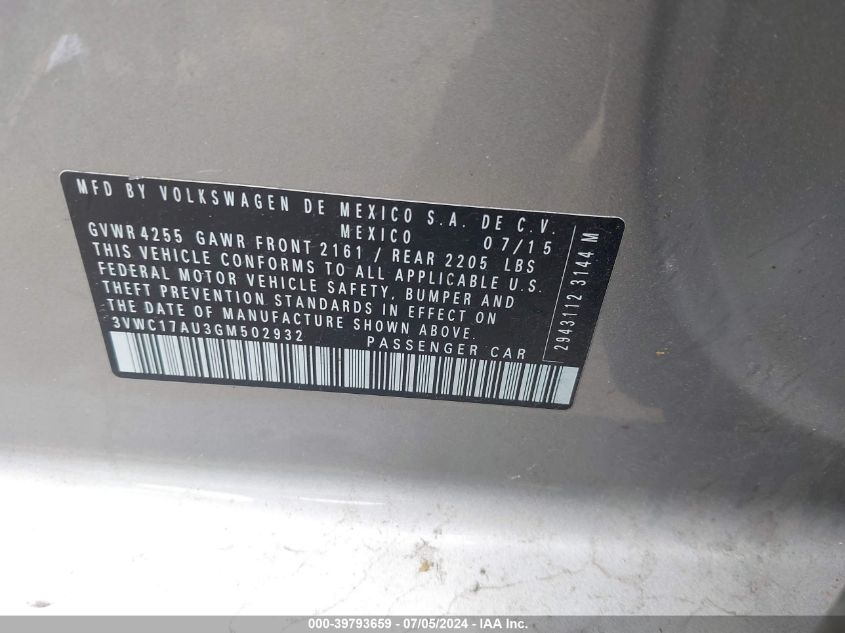 MFD BY VOLKSWAGEN DE MEXICO S.A. DE C.V.
MEXICO 07/15
GVWR 4255 GAWR FRONT 2161 / REAR 2205 LBS
THIS VEHICLE CONFORMS TO ALL APPLICABLE U.S.
FEDERAL MOTOR VEHICLE SAFETY, BUMPER AND
THEFT PREVENTION STANDARDS IN EFFECT ON
THE DATE OF MANUFACTURE SHOWN ABOVE.
3VWC17AU3GM502932 PASSENGER CAR
2943112 3144 M
000-39793659 - 07/05/2024 - IAA Inc.